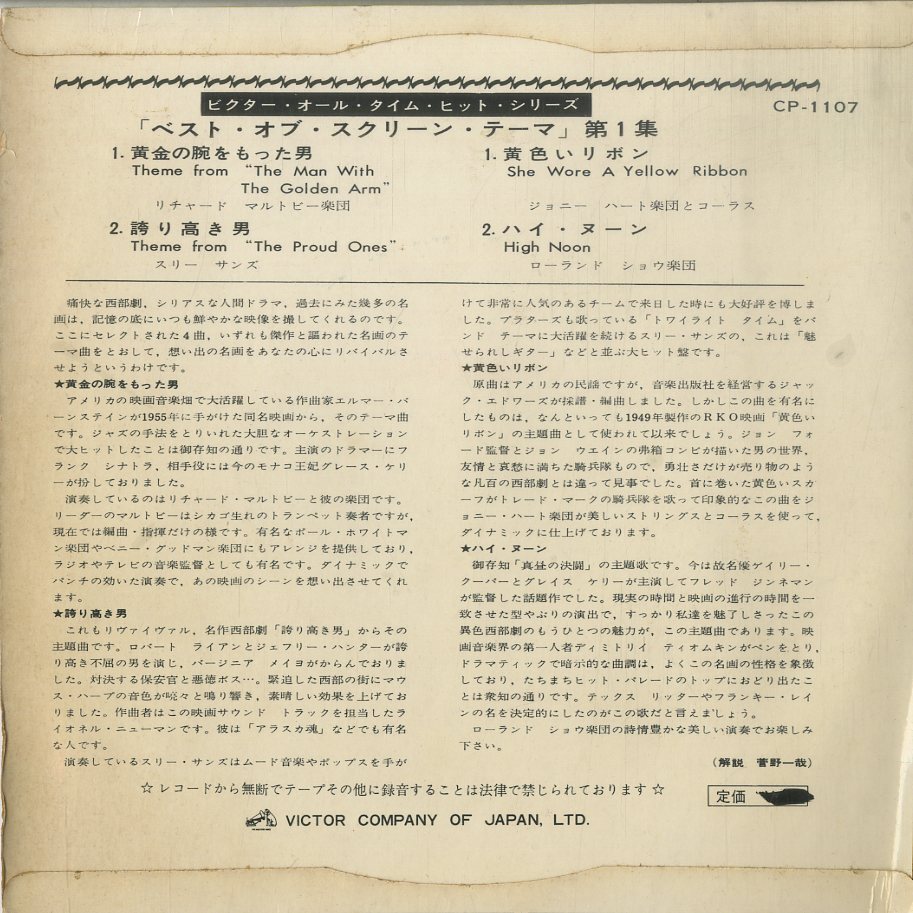 ビクター・オール・タイム・ヒット・シリーズ
CP-1107
「ベスト・オブ・スクリーン・テーマ」第1集
1. 黄金の腕をもった男
Theme from "The Man With
The Golden Arm"
リチャード マルトビー楽団
2. 誇り高き男
Theme from "The Proud Ones"
スリー サンズ
1. 黄色いリボン
She Wore A Yellow Ribbon
ジョニー ハート楽団とコーラス
2. ハイ・ヌーン
High Noon
ローランド ショウ楽団
痛快な西部劇，シリアスな人間ドラマ，過去にみた幾多の名
画は，記憶の底にいつも鮮やかな映像を撮してくれるのです。
ここにセレクトされた4曲，いずれも傑作と謳われた名画のテ
ーマ曲をとおして，想い出の名画をあなたの心にリバイバルさ
せようというわけです。
★黄金の腕をもった男
アメリカの映画音楽畑で大活躍している作曲家エルマー・バ
ーンステインが1955年に手がけた同名映画から，そのテーマ曲
です。ジャズの手法をとりいれた大胆なオーケストレーション
で大ヒットしたことは御存知の通りです。主演のドラマーにフ
ランク シナトラ，相手役には今のモナコ王妃グレース・ケリ
ーが扮しておりました。
演奏しているのはリチャード・マルトビーと彼の楽団です。
リーダーのマルトビーはシカゴ生れのトランペット奏者ですが，
現在では編曲・指揮だけの様です。有名なポール・ホワイトマ
ン楽団やベニー・グッドマン楽団にもアレンジを提供しており，
ラジオやテレビの音楽監督としても有名です。ダイナミックで
パンチの効いた演奏で，あの映画のシーンを想い出させてくれ
ます。
★誇り高き男
これもリヴァイヴァル，名作西部劇「誇り高き男」からその
主題曲です。ロバート ライアンとジェフリー・ハンターが誇
り高き不屈の男を演じ，バージニア メイヨがからんでおりま
した。対決する保安官と悪徳ボス…。緊迫した西部の街にマウ
ス・ハープの音色が喨々と鳴り響き，素晴しい効果を上げてお
りました。作曲者はこの映画サウンド トラックを担当したラ
イオネル・ニューマンです。彼は「アラスカ魂」などでも有名
な人です。
演奏しているスリー・サンズはムード音楽やポップスを手が
けて非常に人気のあるチームで来日した時にも大好評を博しま
した。プラターズも歌っている「トワイライト タイム」をバ
ンド テーマに大活躍を続けるスリー・サンズの，これは「魅
せられしギター」などと並ぶ大ヒット盤です。
★黄色いリボン
原曲はアメリカの民謡ですが，音楽出版社を経営するジャッ
ク・エドワーズが採譜・編曲しました。しかしこの曲を有名に
したものは，なんといっても1949年製作のRKO映画「黄色い
リボン」の主題曲として使われて以来でしょう。ジョン フォ
ード監督とジョン ウエインの弗箱コンビが描いた男の世界，
友情と哀愁に満ちた騎兵隊もので，勇壮さだけが売り物のよう
な凡百の西部劇とは違って見事でした。首に巻いた黄色いスカ
ーフがトレード・マークの騎兵隊を歌って印象的なこの曲をジ
ョニー・ハート楽団が美しいストリングスとコーラスを使って，
ダイナミックに仕上げております。
★ハイ・ヌーン
御存知「真昼の決闘」の主題歌です。今は故名優ゲイリー・
クーパーとグレイス ケリーが主演してフレッド ジンネマン
が監督した話題作でした。現実の時間と映画の進行の時間を一
致させた型やぶりの演出で，すっかり私達を魅了しさったこの
異色西部劇のもうひとつの魅力が，この主題曲であります。映
画音楽界の第一人者ディミトリイ ティオムキンがペンをとり，
ドラマティックで暗示的な曲調は，よくこの名画の性格を象徴
しており，たちまちヒット・パレードのトップにおどり出たこ
とは衆知の通りです。テックス リッターやフランキー・レイ
ンの名を決定的にしたのがこの歌だと言えましょう。
ローランド ショウ楽団の詩情豊かな美しい演奏でお楽しみ
下さい。
（解説 菅野一哉）
☆レコードから無断でテープその他に録音することは法律で禁じられております☆
定価
VICTOR COMPANY OF JAPAN, LTD.